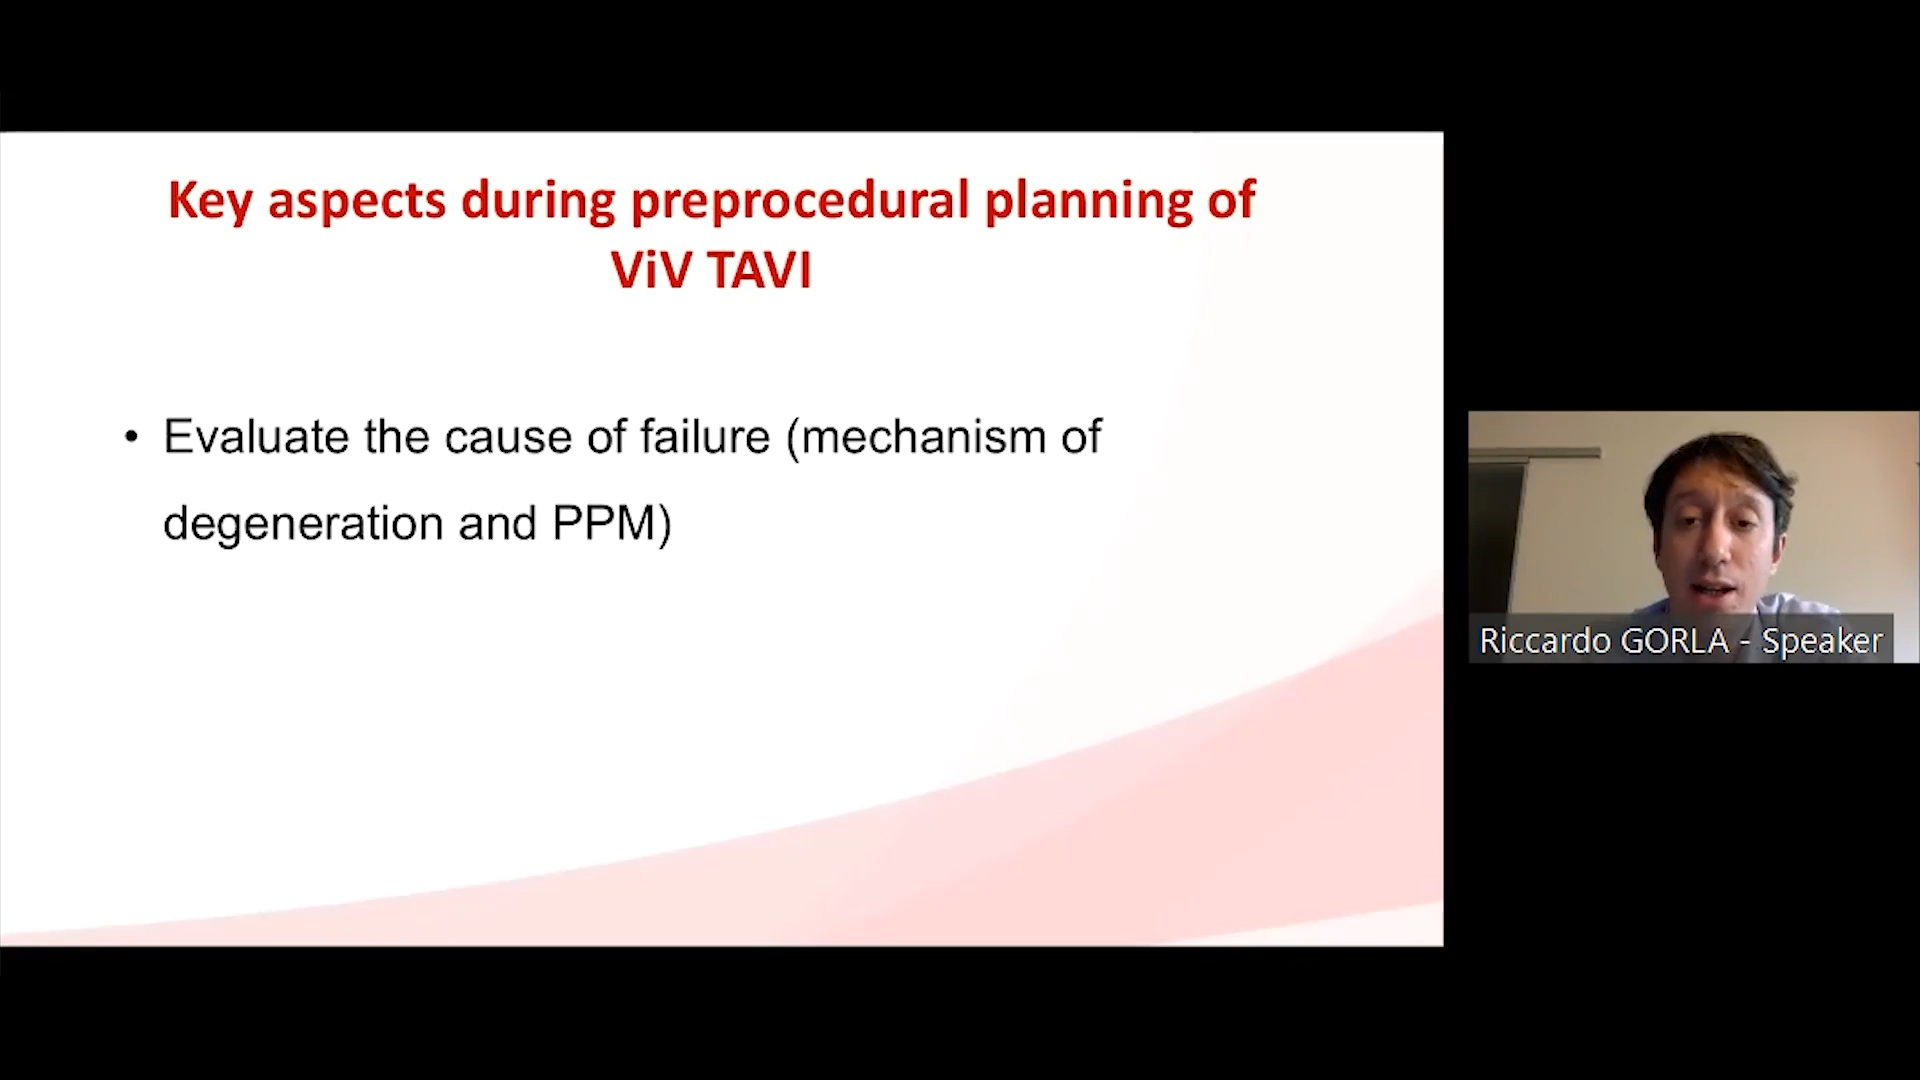 Key aspects during preprocedural planning of
ViV TAVI
• Evaluate the cause of failure (mechanism of
degeneration and PPM)
Riccardo GORLA - Speaker